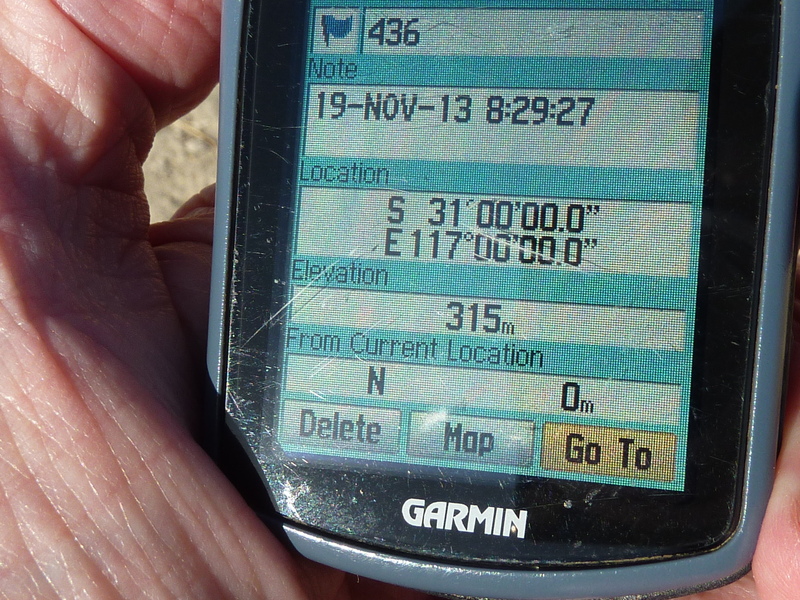 436
Note
19-NOV-13 8:29:27
Location
S 31°00'00.0"
E 117°00'00.0"
Elevation
315m
From Current Location
N 0m
Delete Map Go To
GARMIN